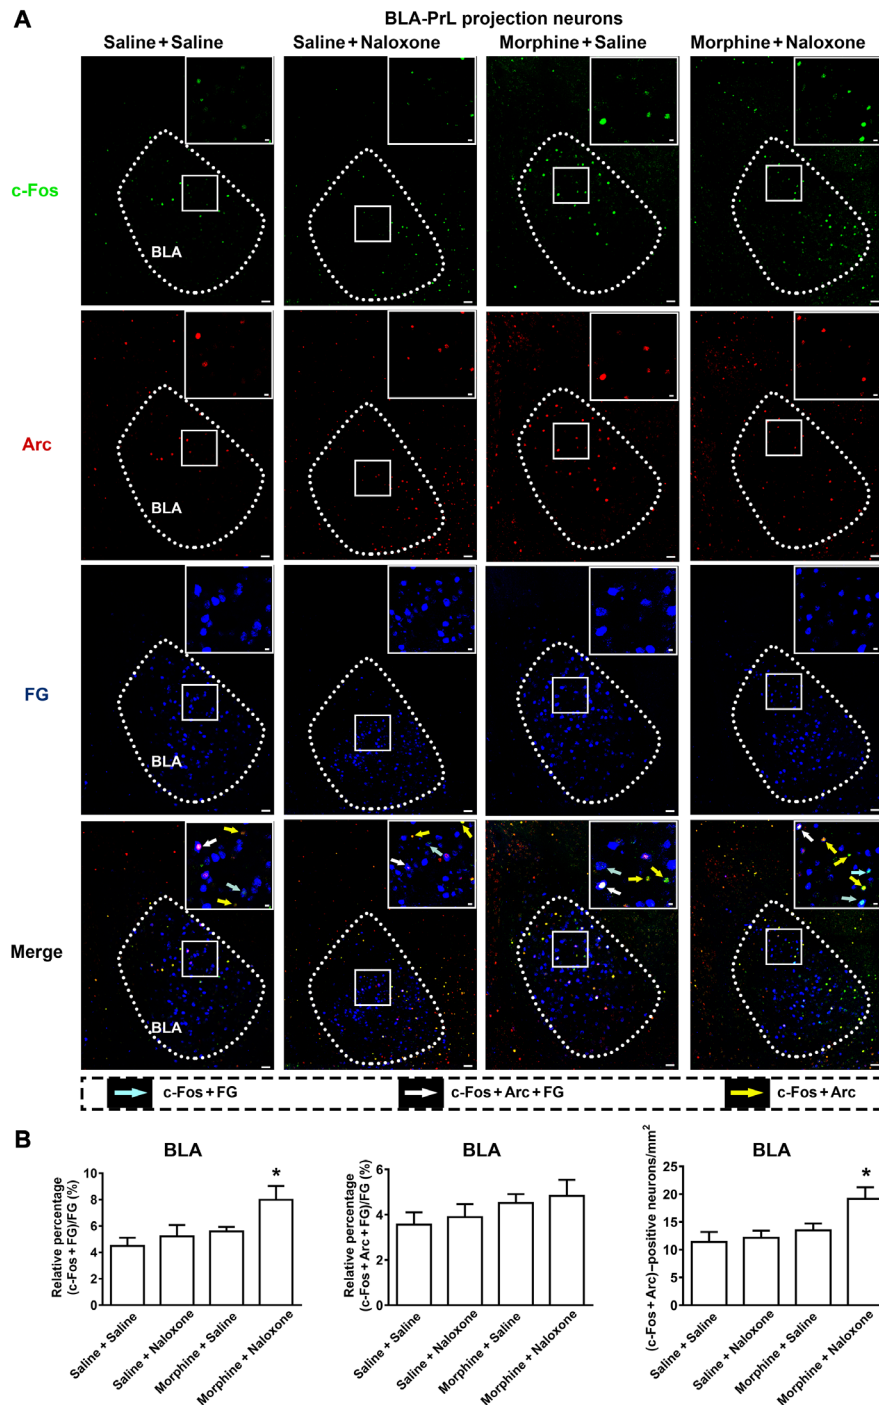 A
BLA-PrL projection neurons
Saline + Saline
Saline + Naloxone
Morphine + Saline
Morphine + Naloxone
c-Fos
BLA
Arc
BLA
FG
BLA
Merge
BLA
c-Fos + FG
c-Fos + Arc + FG
c-Fos + Arc
B
BLA
Relative percentage
(c-Fos + FG)/FG (%)
10
8
6
4
2
0
*
Saline + Saline
Saline + Naloxone
Morphine + Saline
Morphine + Naloxone
BLA
Relative percentage
(c-Fos + Arc + FG)/FG (%)
6
4
2
0
Saline + Saline
Saline + Naloxone
Morphine + Saline
Morphine + Naloxone
BLA
(c-Fos + Arc)–positive neurons/mm²
25
20
15
10
5
0
*
Saline + Saline
Saline + Naloxone
Morphine + Saline
Morphine + Naloxone